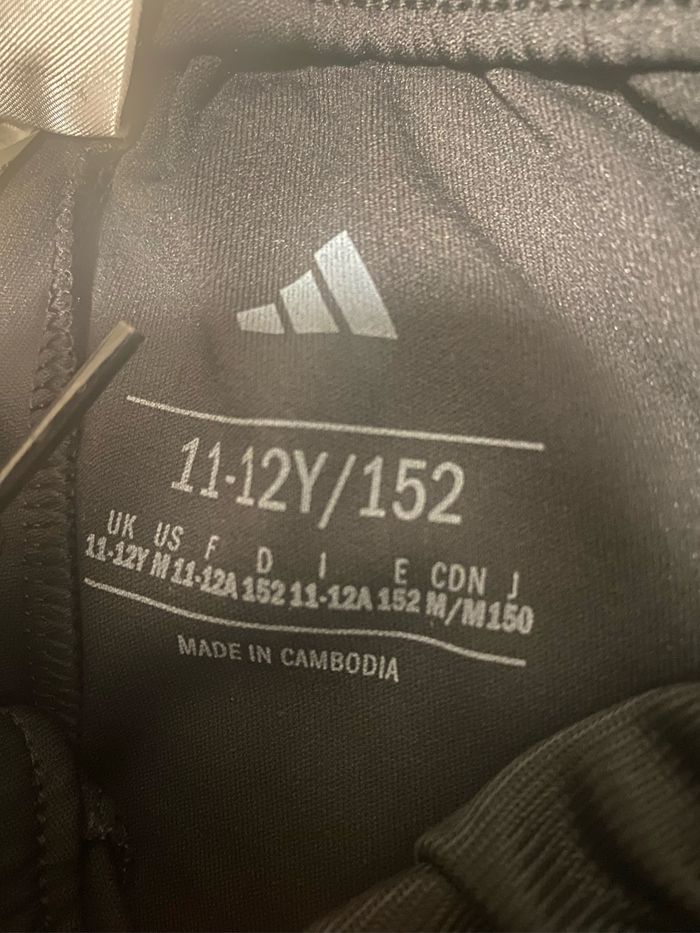 11-12Y/152
UK US F D I E CDN J
11-12Y M 11-12A 152 11-12A 152 M/M 150
MADE IN CAMBODIA